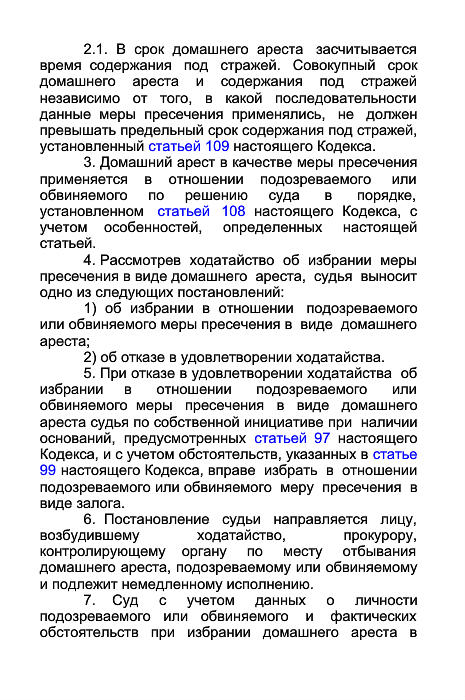 2.1. В срок домашнего ареста засчитывается
время содержания под стражей. Совокупный срок
домашнего ареста и содержания под стражей
независимо от того, в какой последовательности
данные меры пресечения применялись, не должен
превышать предельный срок содержания под стражей,
установленный статьей 109 настоящего Кодекса.
3. Домашний арест в качестве меры пресечения
применяется в отношении подозреваемого или
обвиняемого по решению суда в порядке,
установленном статьей 108 настоящего Кодекса, с
учетом особенностей, определенных настоящей
статьей.
4. Рассмотрев ходатайство об избрании меры
пресечения в виде домашнего ареста, судья выносит
одно из следующих постановлений:
1) об избрании в отношении подозреваемого
или обвиняемого меры пресечения в виде домашнего
ареста;
2) об отказе в удовлетворении ходатайства.
5. При отказе в удовлетворении ходатайства об
избрании в отношении подозреваемого или
обвиняемого меры пресечения в виде домашнего
ареста судья по собственной инициативе при наличии
оснований, предусмотренных статьей 97 настоящего
Кодекса, и с учетом обстоятельств, указанных в статье
99 настоящего Кодекса, вправе избрать в отношении
подозреваемого или обвиняемого меру пресечения в
виде залога.
6. Постановление судьи направляется лицу,
возбудившему ходатайство, прокурору,
контролирующему органу по месту отбывания
домашнего ареста, подозреваемому или обвиняемому
и подлежит немедленному исполнению.
7. Суд с учетом данных о личности
подозреваемого или обвиняемого и фактических
обстоятельств при избрании домашнего ареста в